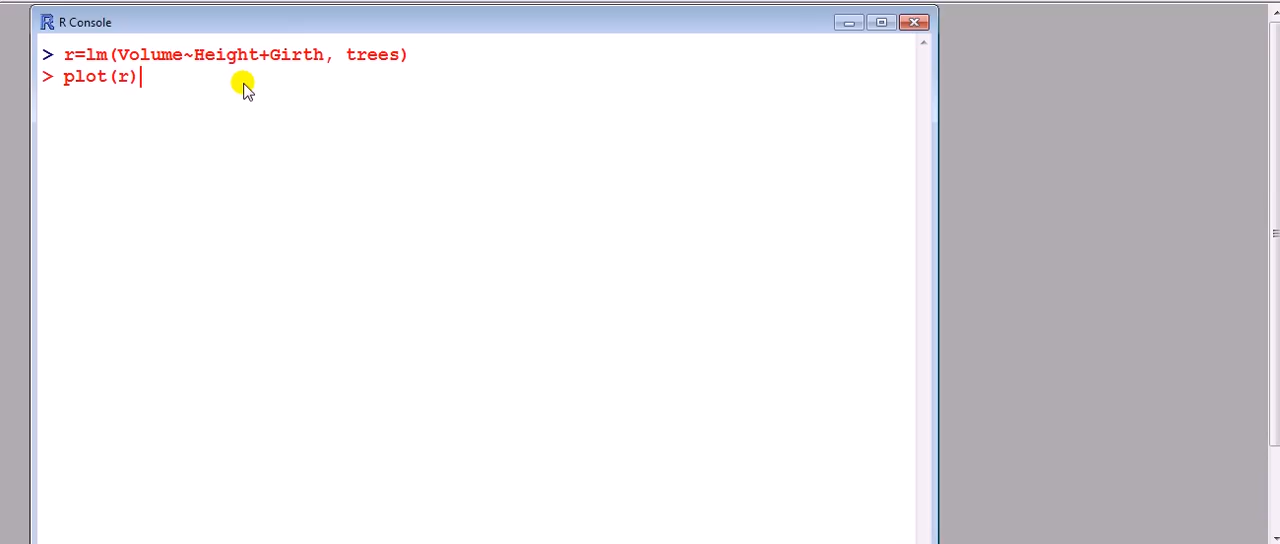 R Console
> r=lm(Volume~Height+Girth, trees)
> plot(r)